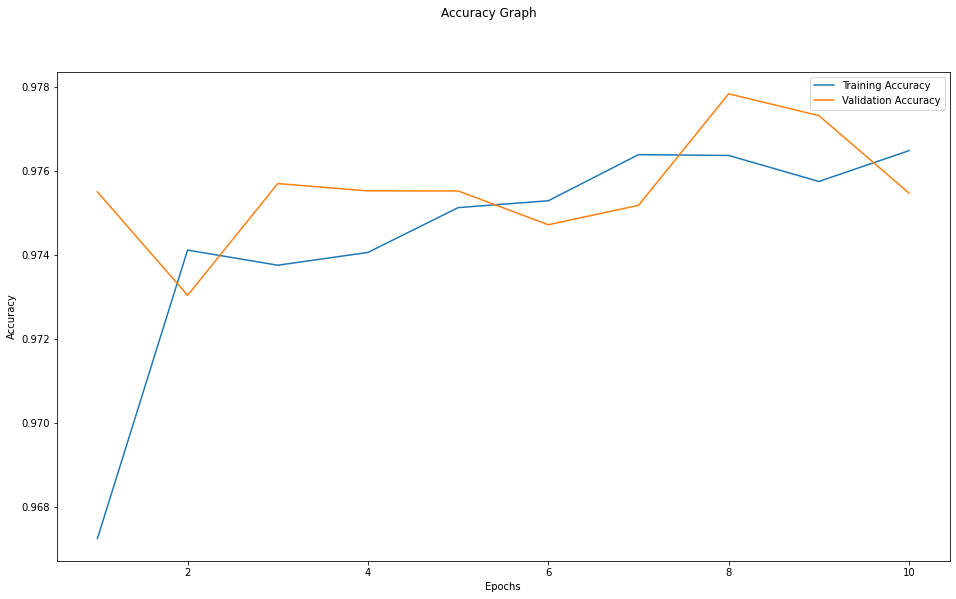 Accuracy Graph
Training Accuracy
Validation Accuracy
0.978
0.976
0.974
0.972
0.970
0.968
Accuracy
2 4 6 8 10
Epochs